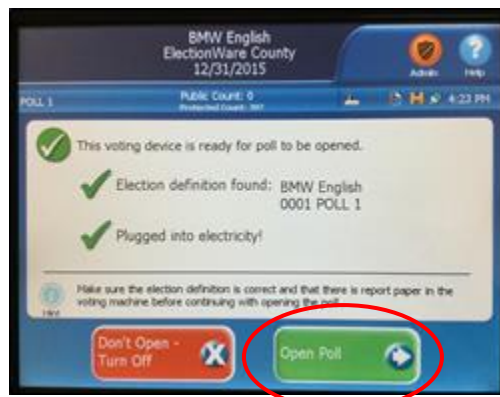 BMW English
ElectionWare County
12/31/2015
Admin
Help
POLL 1
Public Count: 0
Protected Count: 397
4:23 PM
This voting device is ready for poll to be opened.
Election definition found: BMW English
0001 POLL 1
Plugged into electricity!
Hint
Make sure the election definition is correct and that there is report paper in the
voting machine before continuing with opening the poll.
Don't Open -
Turn Off
Open Poll